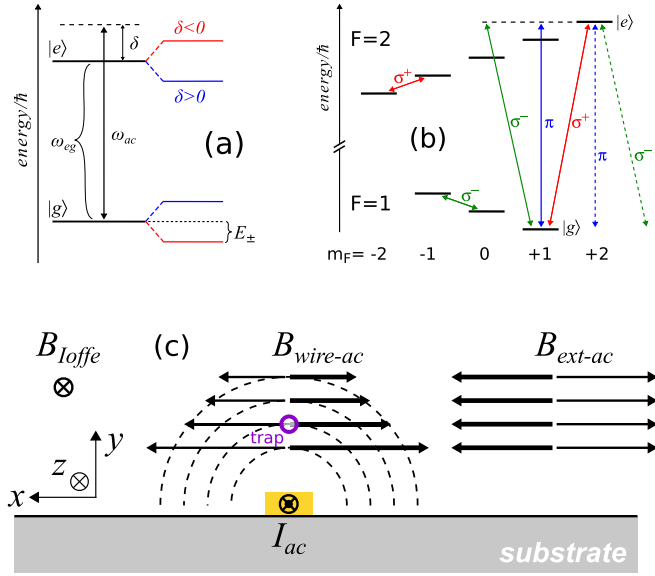 (a)
energy/ħ
|e⟩
δ
δ<0
δ>0
ω_eg
ω_ac
|g⟩
E_±
(b)
energy/ħ
F=2
|e⟩
σ⁺
σ⁻
π
σ⁺
π
σ⁻
F=1
σ⁻
|g⟩
m_F= -2 -1 0 +1 +2
(c)
B_Ioffe
B_wire-ac
B_ext-ac
trap
y
z
x
I_ac
substrate